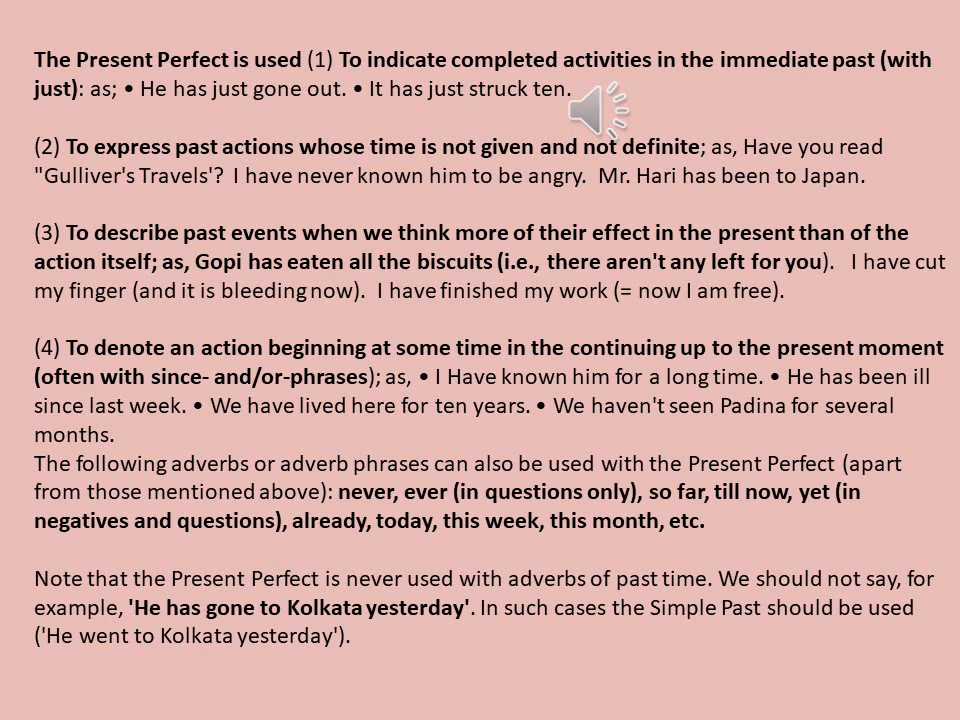 The Present Perfect is used (1) To indicate completed activities in the immediate past (with
just): as; • He has just gone out. • It has just struck ten.
(2) To express past actions whose time is not given and not definite; as, Have you read
"Gulliver's Travels'? I have never known him to be angry. Mr. Hari has been to Japan.
(3) To describe past events when we think more of their effect in the present than of the
action itself; as, Gopi has eaten all the biscuits (i.e., there aren't any left for you). I have cut
my finger (and it is bleeding now). I have finished my work (= now I am free).
(4) To denote an action beginning at some time in the continuing up to the present moment
(often with since- and/or-phrases); as, • I Have known him for a long time. • He has been ill
since last week. • We have lived here for ten years. • We haven't seen Padina for several
months.
The following adverbs or adverb phrases can also be used with the Present Perfect (apart
from those mentioned above): never, ever (in questions only), so far, till now, yet (in
negatives and questions), already, today, this week, this month, etc.
Note that the Present Perfect is never used with adverbs of past time. We should not say, for
example, 'He has gone to Kolkata yesterday'. In such cases the Simple Past should be used
('He went to Kolkata yesterday').